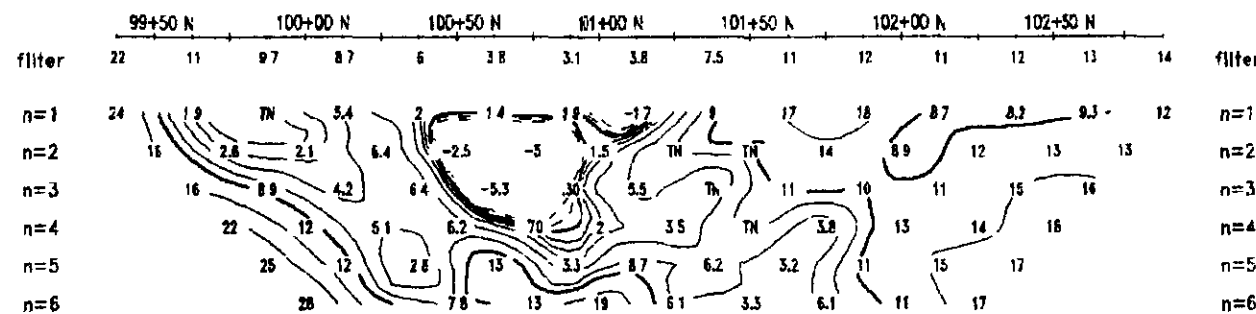 99+50 N 100+00 N 100+50 N 101+00 N 101+50 N 102+00 N 102+50 N
filter 22 11 9.7 8.7 6 3.8 3.1 3.8 7.5 11 12 11 12 13 14 filter
n=1 24 1.9 TN 5.4 2 1.4 1.9 -1.7 17 18 8.7 8.2 9.3 12 n=1
n=2 16 2.6 2.1 6.4 -2.5 -5 1.5 TN TN 14 8.9 12 13 13 n=2
n=3 16 8.9 4.2 6.4 -5.3 .30 5.5 TN 11 10 11 15 16 n=3
n=4 22 12 5.1 6.2 .70 2 3.5 TN 3.8 13 14 16 n=4
n=5 25 12 2.8 13 3.3 8.7 6.2 3.2 11 15 17 n=5
n=6 28 7.8 13 19 6.1 3.3 6.1 11 17 n=6